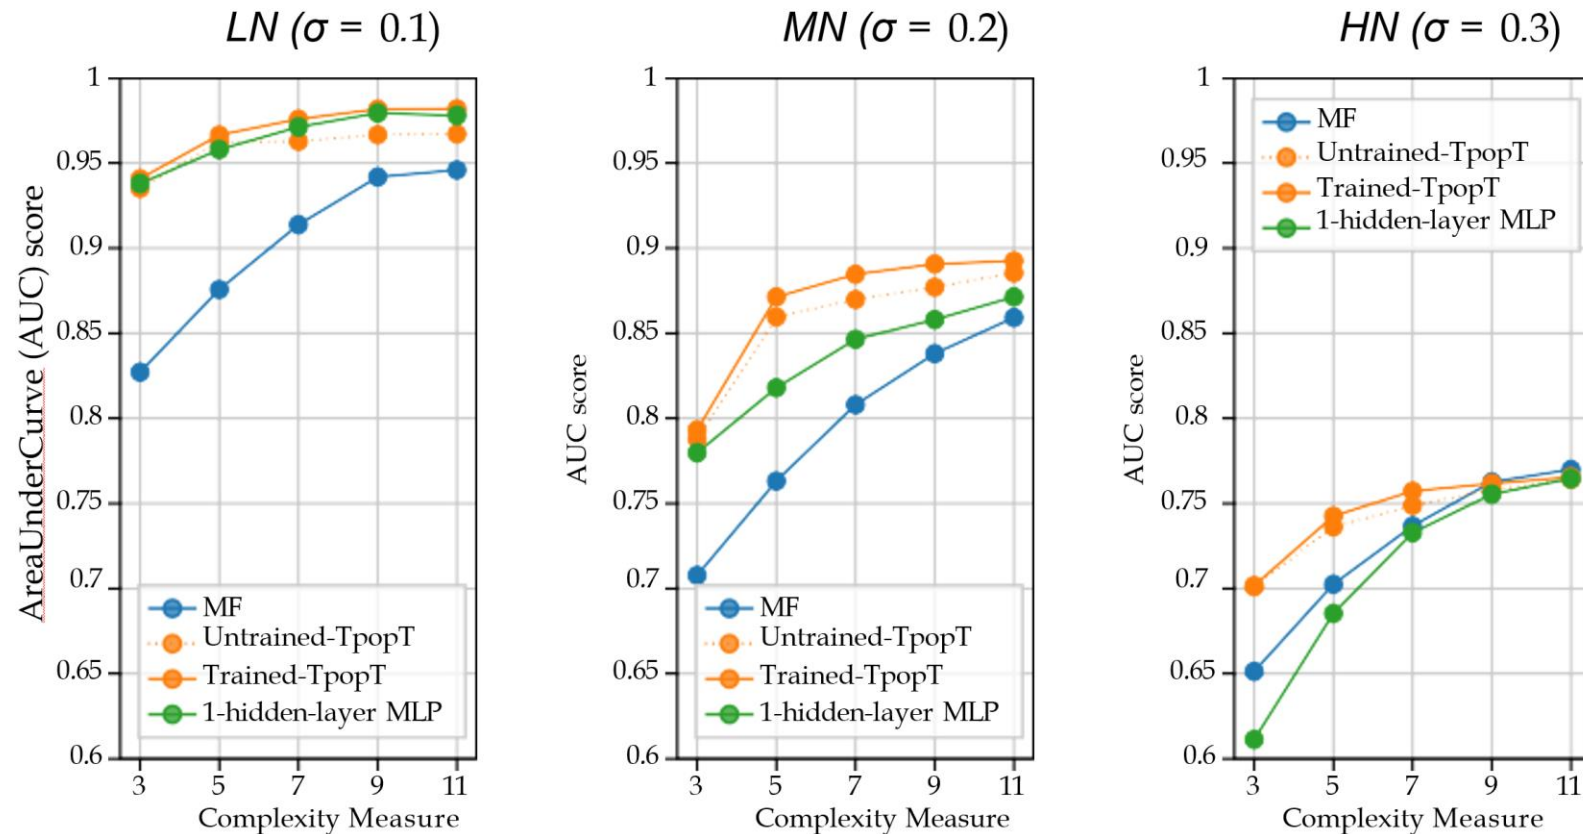 LN (σ = 0.1)
MN (σ = 0.2)
HN (σ = 0.3)
AreaUnderCurve (AUC) score
1
0.95
0.9
0.85
0.8
0.75
0.7
0.65
0.6
MF
Untrained-TpopT
Trained-TpopT
1-hidden-layer MLP
3 5 7 9 11
Complexity Measure
AUC score
1
0.95
0.9
0.85
0.8
0.75
0.7
0.65
0.6
MF
Untrained-TpopT
Trained-TpopT
1-hidden-layer MLP
3 5 7 9 11
Complexity Measure
AUC score
1
0.95
0.9
0.85
0.8
0.75
0.7
0.65
0.6
MF
Untrained-TpopT
Trained-TpopT
1-hidden-layer MLP
3 5 7 9 11
Complexity Measure